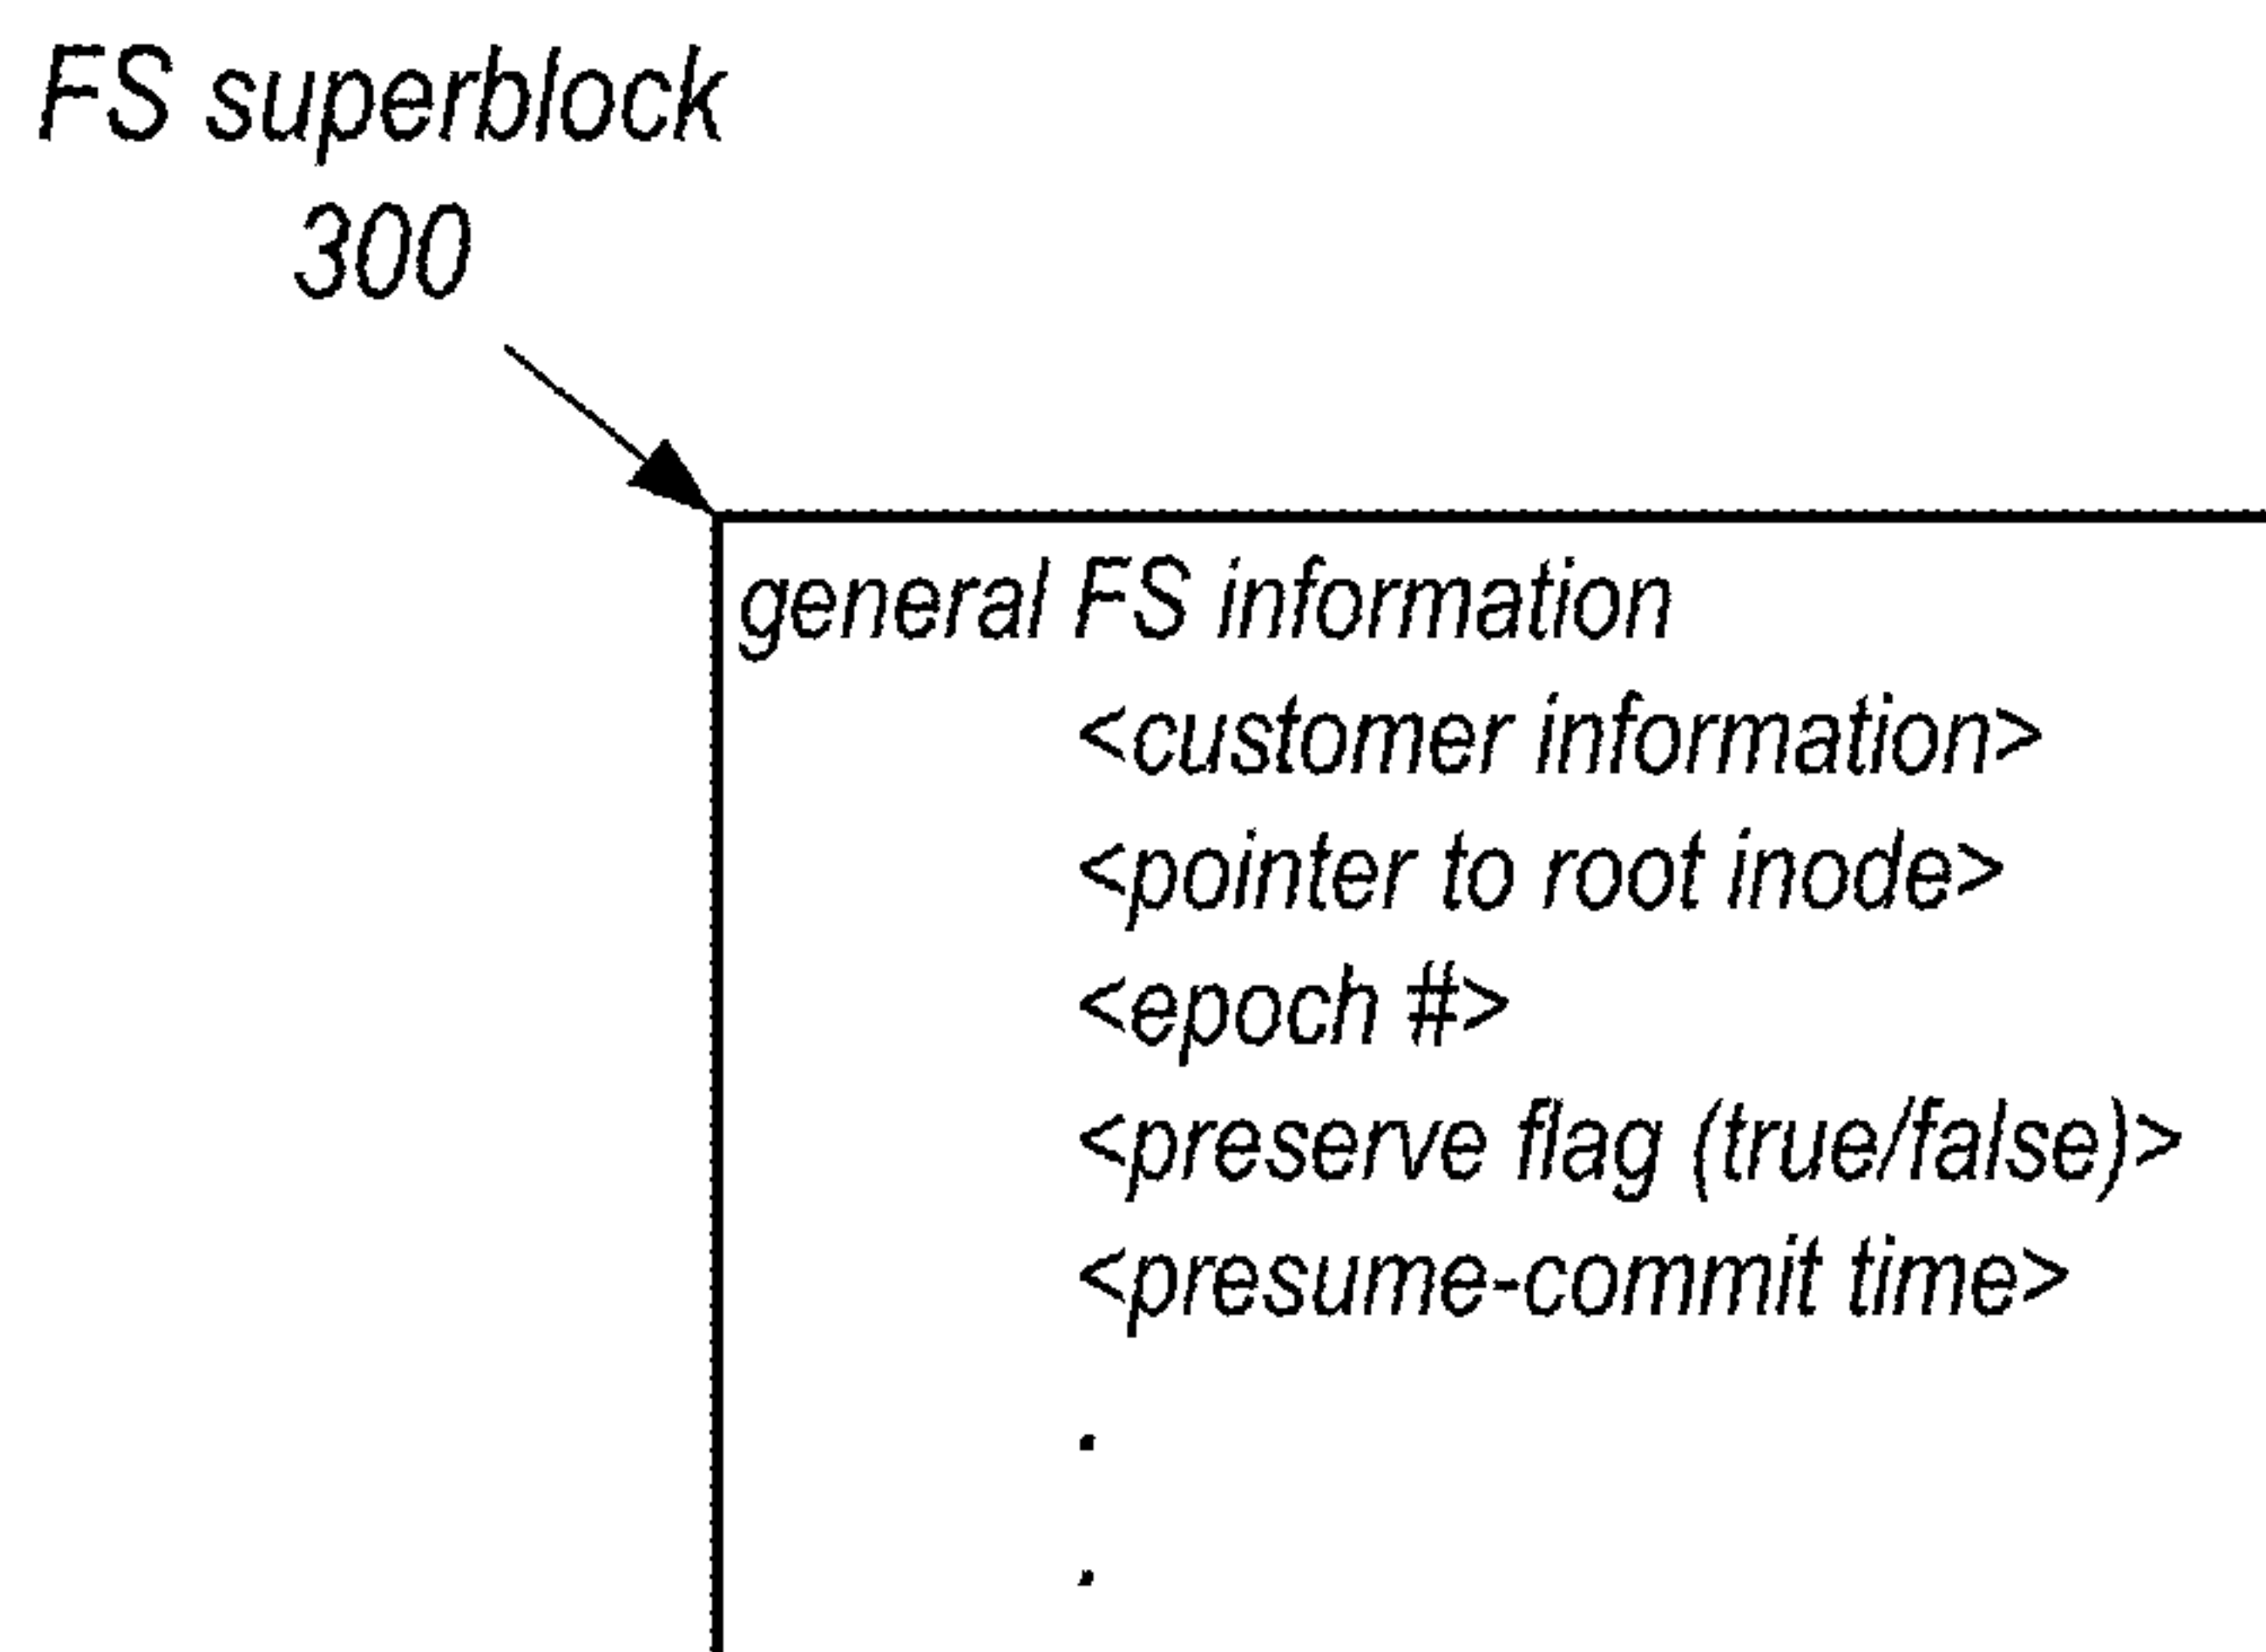 FS superblock
300
general FS information
<customer information>
<pointer to root inode>
<epoch #>
<preserve flag (true/false)>
<presume-commit time>
.
.